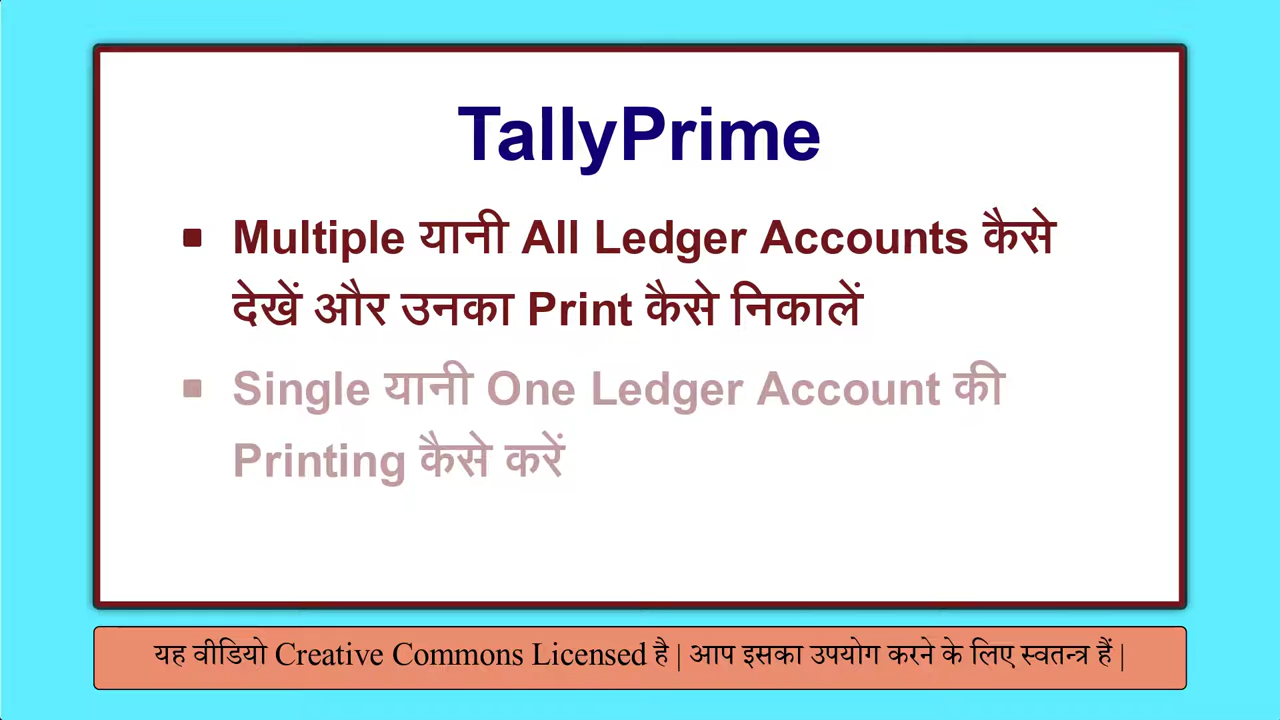 TallyPrime
▪ Multiple यानी All Ledger Accounts कैसे
देखें और उनका Print कैसे निकालें
▪ Single यानी One Ledger Account की
Printing कैसे करें
यह वीडियो Creative Commons Licensed है | आप इसका उपयोग करने के लिए स्वतन्त्र हैं |